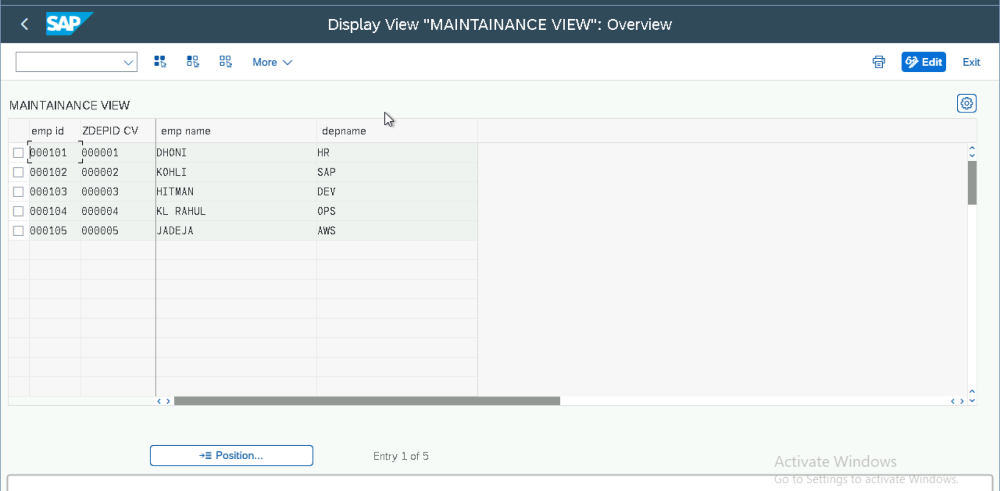 SAP
Display View "MAINTAINANCE VIEW": Overview
More
Edit
Exit
MAINTAINANCE VIEW
emp id ZDEPID CV emp name depname
000101 000001 DHONI HR
000102 000002 KOHLI SAP
000103 000003 HITMAN DEV
000104 000004 KL RAHUL OPS
000105 000005 JADEJA AWS
Position...
Entry 1 of 5
Activate Windows
Go to Settings to activate Windows.